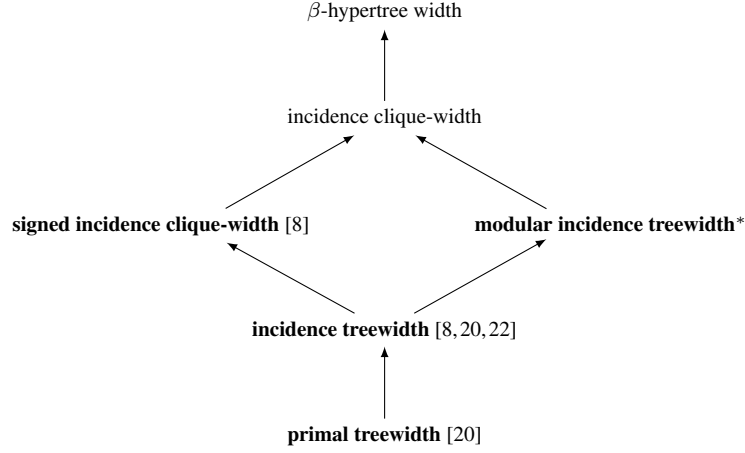 β-hypertree width
incidence clique-width
signed incidence clique-width [8]
modular incidence treewidth*
incidence treewidth [8, 20, 22]
primal treewidth [20]